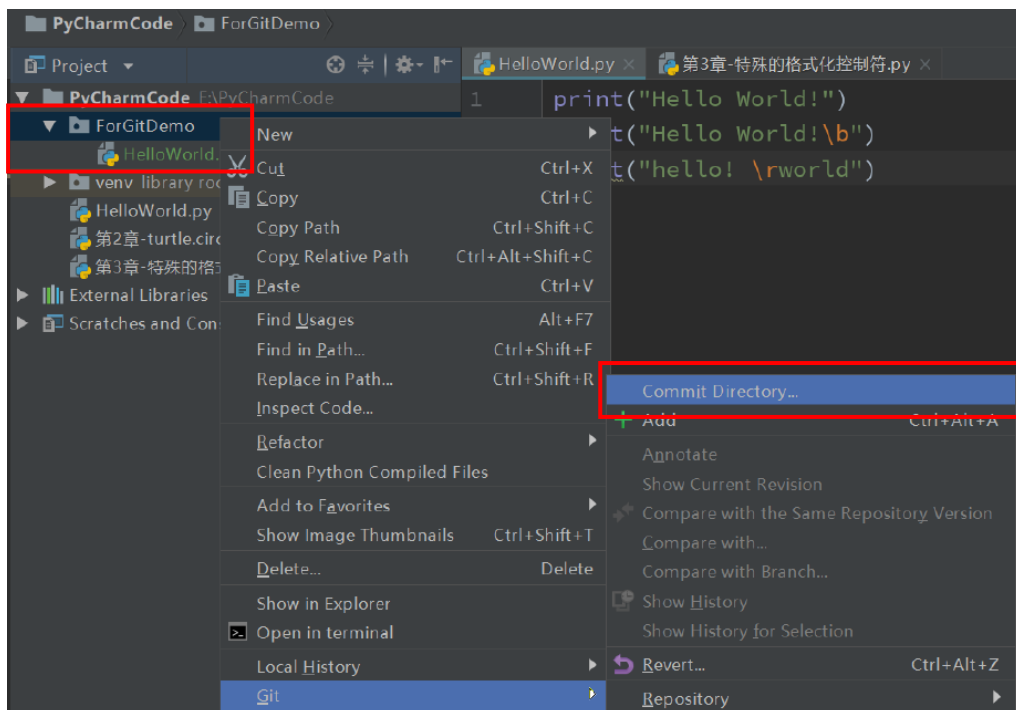 PyCharmCode ForGitDemo
Project
HelloWorld.py 第3章-特殊的格式化控制符.py
PyCharmCode E:\PyCharmCode
ForGitDemo
HelloWorld.
venv library
HelloWorld.py
第2章-turtle.circ
第3章-特殊的格
External Libraries
Scratches and Con
1 print("Hello World!")
t("Hello World!\b")
t("hello! \rworld")
New
Cut Ctrl+X
Copy Ctrl+C
Copy Path Ctrl+Shift+C
Copy Relative Path Ctrl+Alt+Shift+C
Paste Ctrl+V
Find Usages Alt+F7
Find in Path... Ctrl+Shift+F
Replace in Path... Ctrl+Shift+R
Inspect Code...
Refactor
Clean Python Compiled Files
Add to Favorites
Show Image Thumbnails Ctrl+Shift+T
Delete... Delete
Show in Explorer
Open in terminal
Local History
Git
Commit Directory...
Add Ctrl+Alt+A
Annotate
Show Current Revision
Compare with the Same Repository Version
Compare with...
Compare with Branch...
Show History
Show History for Selection
Revert... Ctrl+Alt+Z
Repository